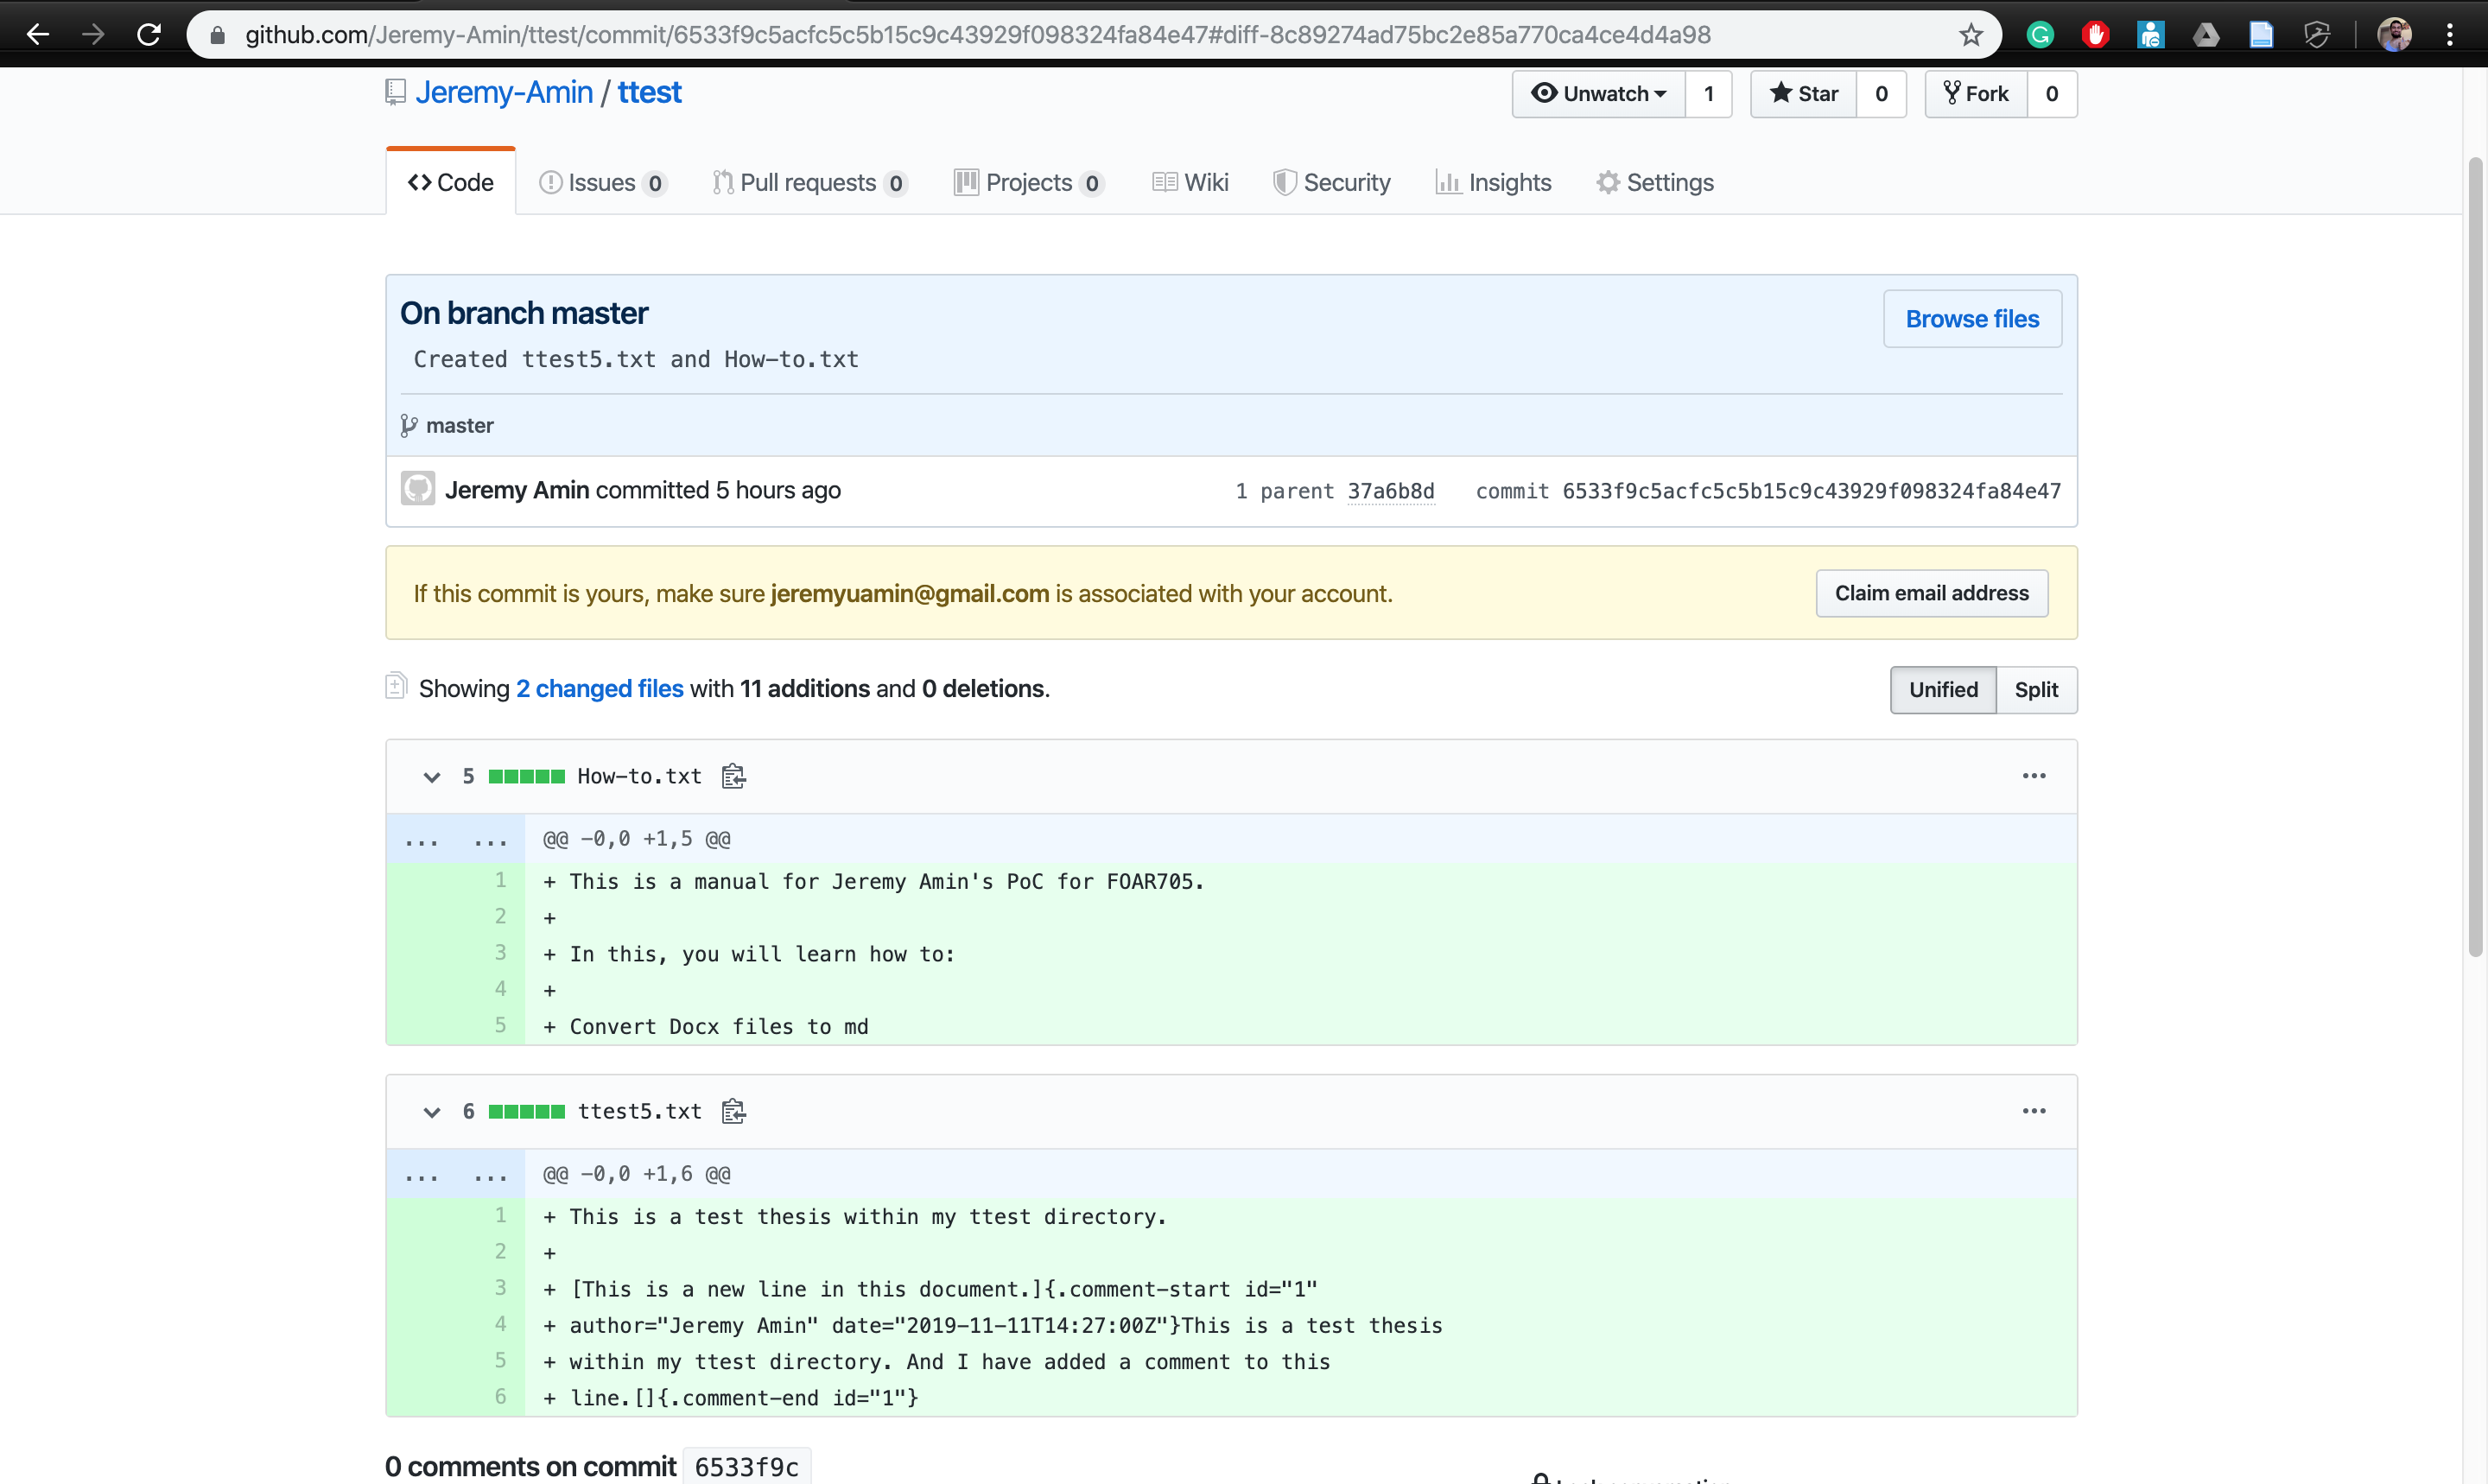 github.com/Jeremy-Amin/ttest/commit/6533f9c5acfc5c5b15c9c43929f098324fa84e47#diff-8c89274ad75bc2e85a770ca4ce4d4a98
Jeremy-Amin / ttest
Unwatch 1 Star 0 Fork 0
Code Issues 0 Pull requests 0 Projects 0 Wiki Security Insights Settings
On branch master
Browse files
Created ttest5.txt and How-to.txt
master
Jeremy Amin committed 5 hours ago 1 parent 37a6b8d commit 6533f9c5acfc5c5b15c9c43929f098324fa84e47
If this commit is yours, make sure jeremyuamin@gmail.com is associated with your account. Claim email address
Showing 2 changed files with 11 additions and 0 deletions. Unified Split
5 How-to.txt ...
... ... @@ -0,0 +1,5 @@
1 + This is a manual for Jeremy Amin's PoC for FOAR705.
2 +
3 + In this, you will learn how to:
4 +
5 + Convert Docx files to md
6 ttest5.txt ...
... ... @@ -0,0 +1,6 @@
1 + This is a test thesis within my ttest directory.
2 +
3 + [This is a new line in this document.]{.comment-start id="1"
4 + author="Jeremy Amin" date="2019-11-11T14:27:00Z"}This is a test thesis
5 + within my ttest directory. And I have added a comment to this
6 + line.[]{.comment-end id="1"}
0 comments on commit 6533f9c